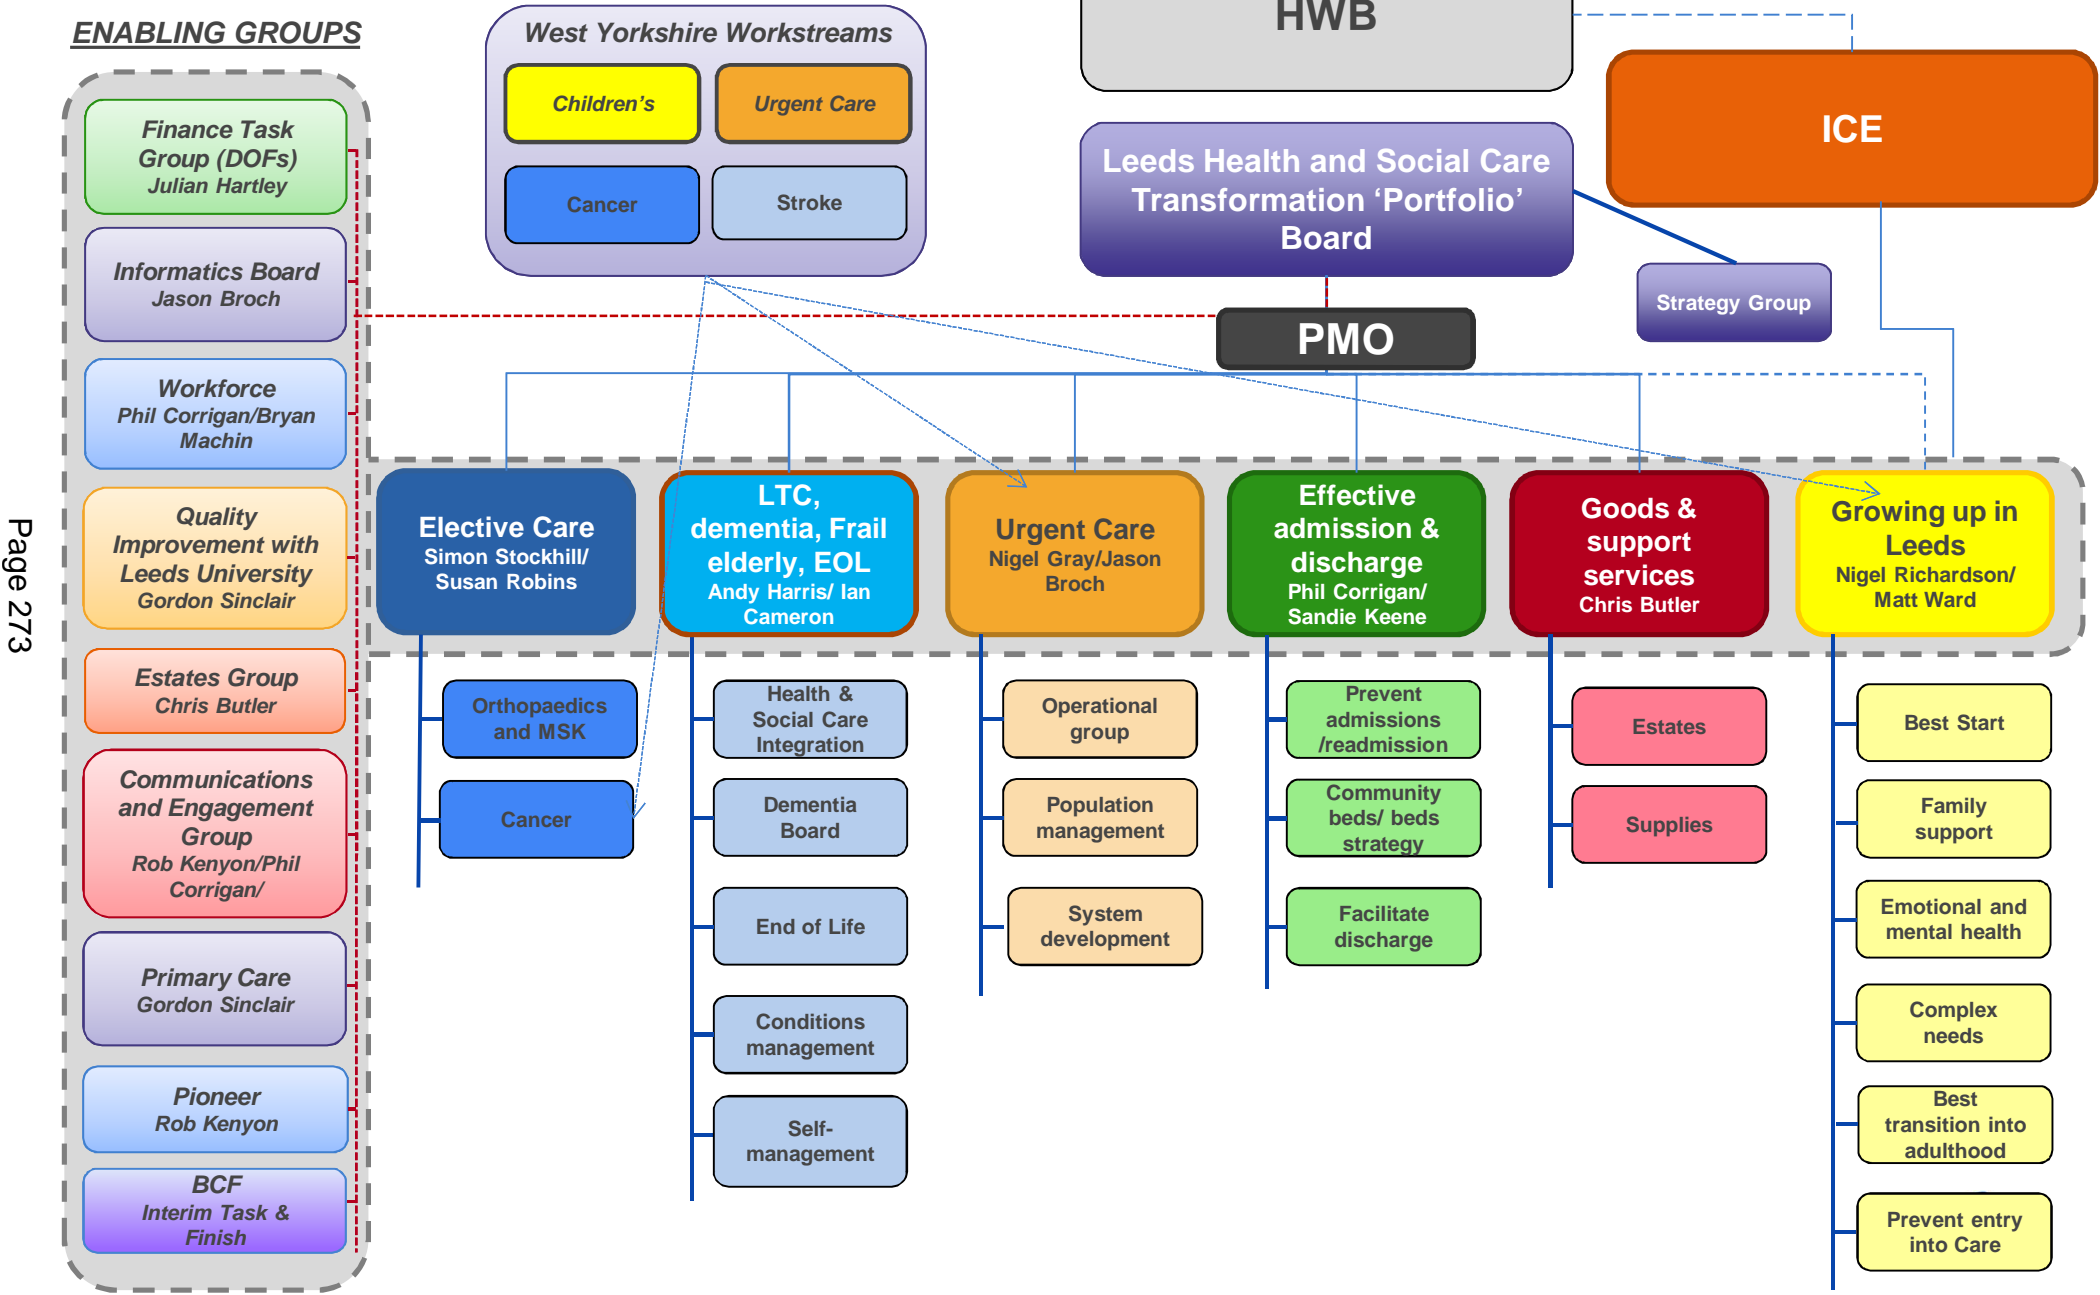 ENABLING GROUPS
Finance Task
Group (DOFs)
Julian Hartley
Informatics Board
Jason Broch
Workforce
Phil Corrigan/Bryan
Machin
Quality
Improvement with
Leeds University
Gordon Sinclair
Estates Group
Chris Butler
Communications
and Engagement
Group
Rob Kenyon/Phil
Corrigan/
Primary Care
Gordon Sinclair
Pioneer
Rob Kenyon
BCF
Interim Task &
Finish
West Yorkshire Workstreams
Children's
Urgent Care
Cancer
Stroke
HWB
ICE
Leeds Health and Social Care
Transformation ‘Portfolio’
Board
Strategy Group
PMO
Elective Care
Simon Stockhill/
Susan Robins
Orthopaedics
and MSK
Cancer
LTC,
dementia, Frail
elderly, EOL
Andy Harris/ Ian
Cameron
Health &
Social Care
Integration
Dementia
Board
End of Life
Conditions
management
Self-
management
Urgent Care
Nigel Gray/Jason
Broch
Operational
group
Population
management
System
development
Effective
admission &
discharge
Phil Corrigan/
Sandie Keene
Prevent
admissions
/readmission
Community
beds/ beds
strategy
Facilitate
discharge
Goods &
support
services
Chris Butler
Estates
Supplies
Growing up in
Leeds
Nigel Richardson/
Matt Ward
Best Start
Family
support
Emotional and
mental health
Complex
needs
Best
transition into
adulthood
Prevent entry
into Care
Page 273